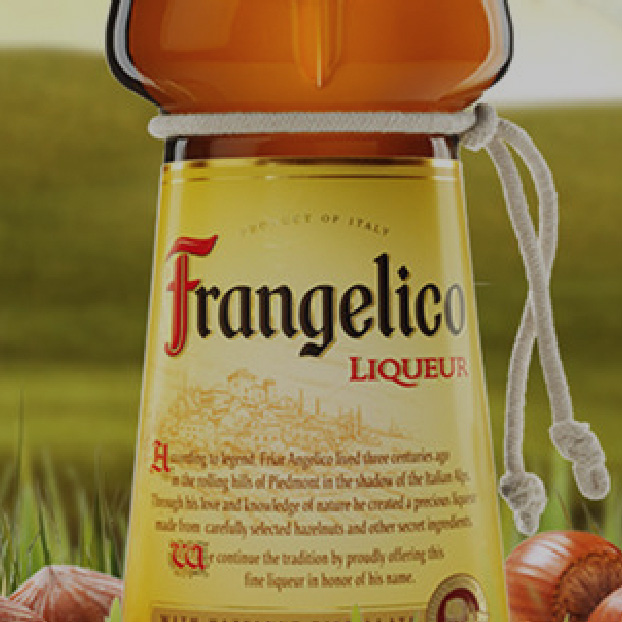 PRODUCT OF ITALY
Frangelico
LIQUEUR
According to legend, Friar Angelico lived three centuries ago
in the rolling hills of Piedmont in the shadow of the Italian Alps.
Through his love and knowledge of nature he created a precious liqueur
made from carefully selected hazelnuts and other secret ingredients.
We continue the tradition by proudly offering this
fine liqueur in honor of his name.
WITH HAZELNUT